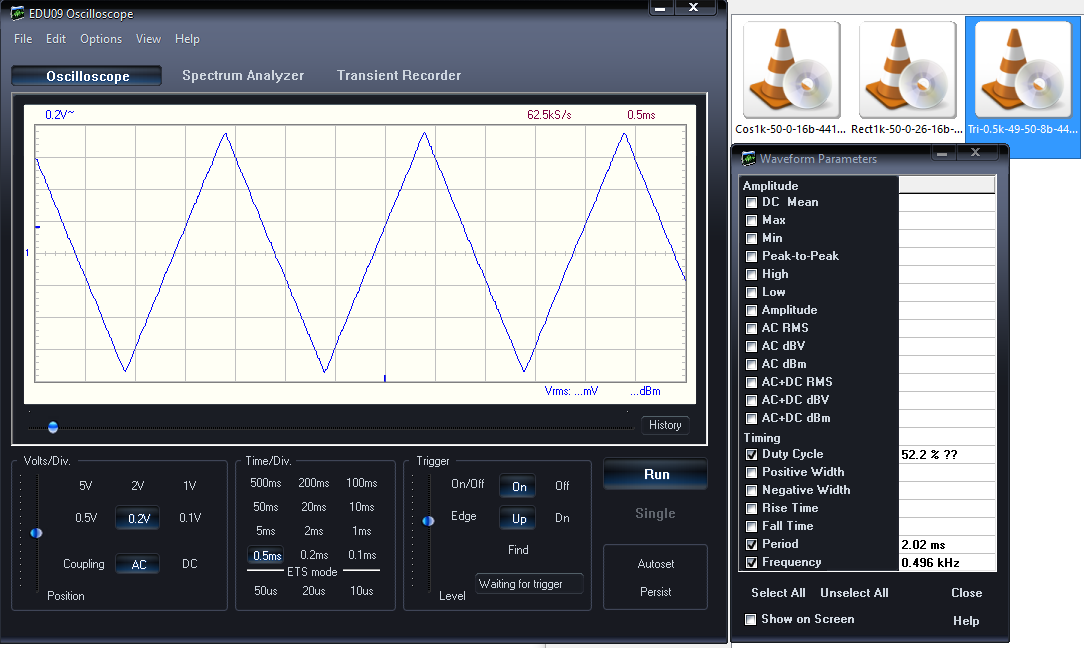 EDU09 Oscilloscope
File Edit Options View Help
Oscilloscope Spectrum Analyzer Transient Recorder
0.2V~ 62.5kS/s 0.5ms
1
Vrms: ...mV ...dBm
History
Volts/Div.
5V 2V 1V
0.5V 0.2V 0.1V
Coupling AC DC
Position
Time/Div.
500ms 200ms 100ms
50ms 20ms 10ms
5ms 2ms 1ms
0.5ms 0.2ms 0.1ms
ETS mode
50us 20us 10us
Trigger
On/Off On Off
Edge Up Dn
Find
Waiting for trigger
Level
Run
Single
Autoset
Persist
Cos1k-50-0-16b-441... Rect1k-50-0-26-16b-... Tri-0.5k-49-50-8b-44...
Waveform Parameters
Amplitude
DC Mean
Max
Min
Peak-to-Peak
High
Low
Amplitude
AC RMS
AC dBV
AC dBm
AC+DC RMS
AC+DC dBV
AC+DC dBm
Timing
Duty Cycle 52.2 % ??
Positive Width
Negative Width
Rise Time
Fall Time
Period 2.02 ms
Frequency 0.496 kHz
Select All Unselect All Close
Show on Screen Help